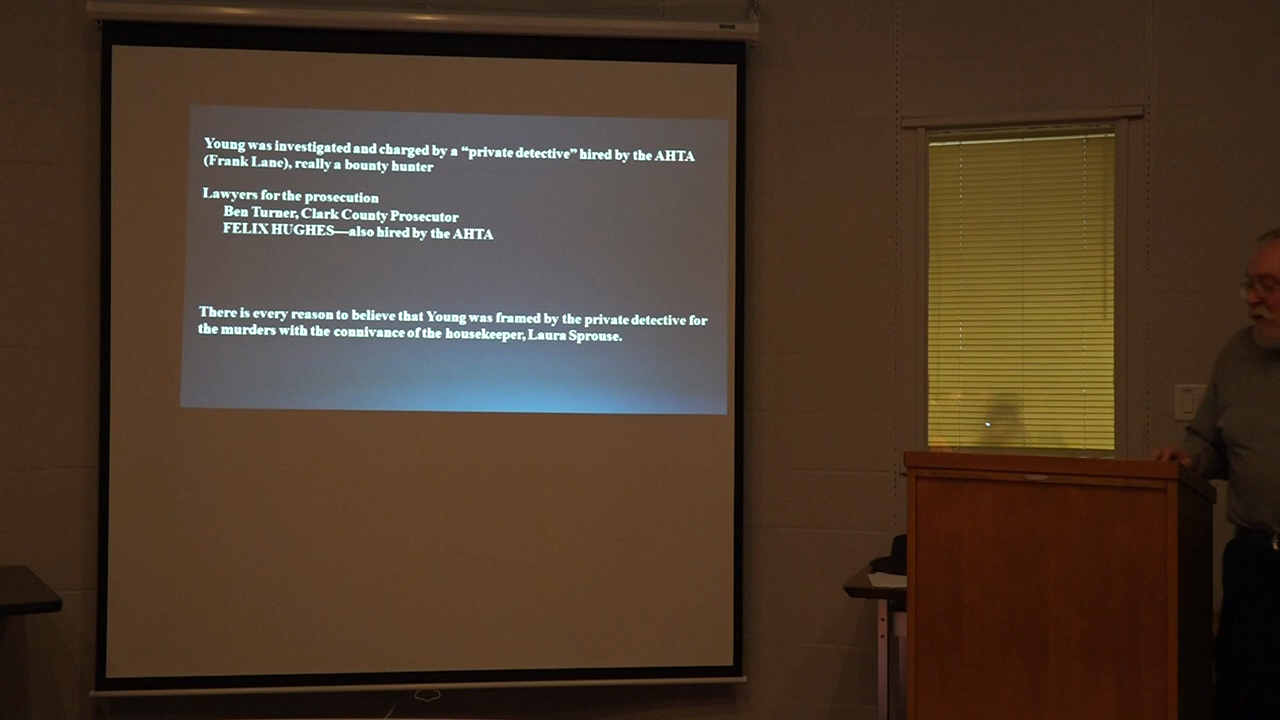 Young was investigated and charged by a “private detective” hired by the AHTA
(Frank Lane), really a bounty hunter
Lawyers for the prosecution
Ben Turner, Clark County Prosecutor
FELIX HUGHES—also hired by the AHTA
There is every reason to believe that Young was framed by the private detective for
the murders with the connivance of the housekeeper, Laura Sprouse.